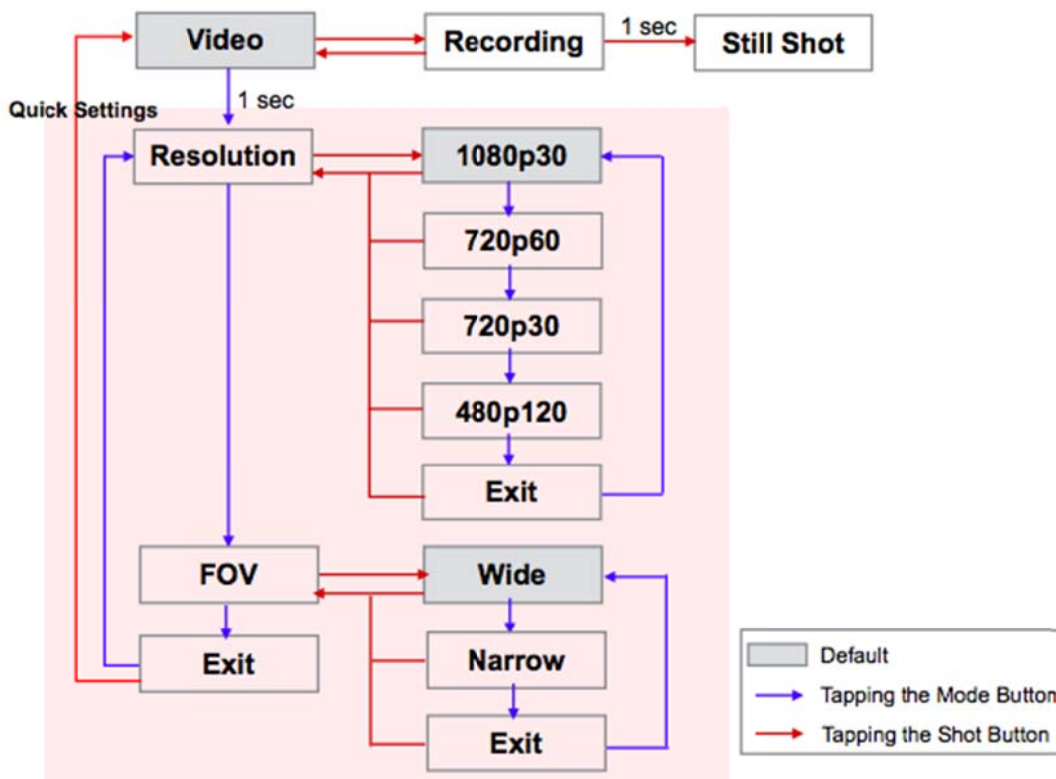 Video
Recording
1 sec
Still Shot
1 sec
Quick Settings
Resolution
1080p30
720p60
720p30
480p120
Exit
FOV
Wide
Exit
Narrow
Exit
Default
Tapping the Mode Button
Tapping the Shot Button